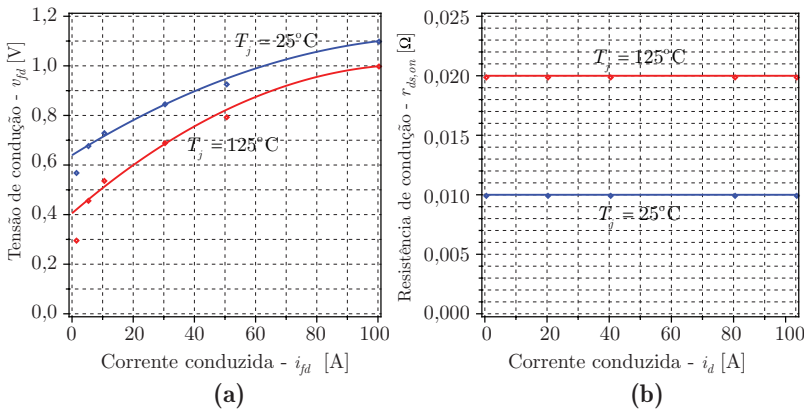 Tensão de condução - v_fd [V]
1,2
1,0
0,8
0,6
0,4
0,2
0,0
T_j = 25°C
T_j = 125°C
0
20
40
60
80
100
Corrente conduzida - i_fd [A]
(a)
Resistência de condução - r_ds,on [Ω]
0,025
0,020
0,015
0,010
0,005
0,000
T_j = 125°C
T_j = 25°C
0
20
40
60
80
100
Corrente conduzida - i_d [A]
(b)